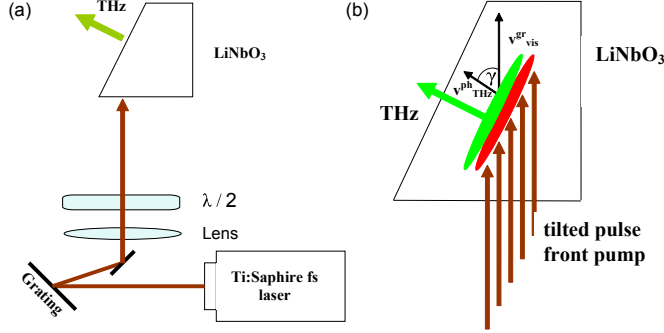 (a)
THz
LiNbO3
λ / 2
Lens
Grating
Ti:Saphire fs
laser
(b)
v^gr_vis
LiNbO3
γ
v^ph_THz
THz
tilted pulse
front pump